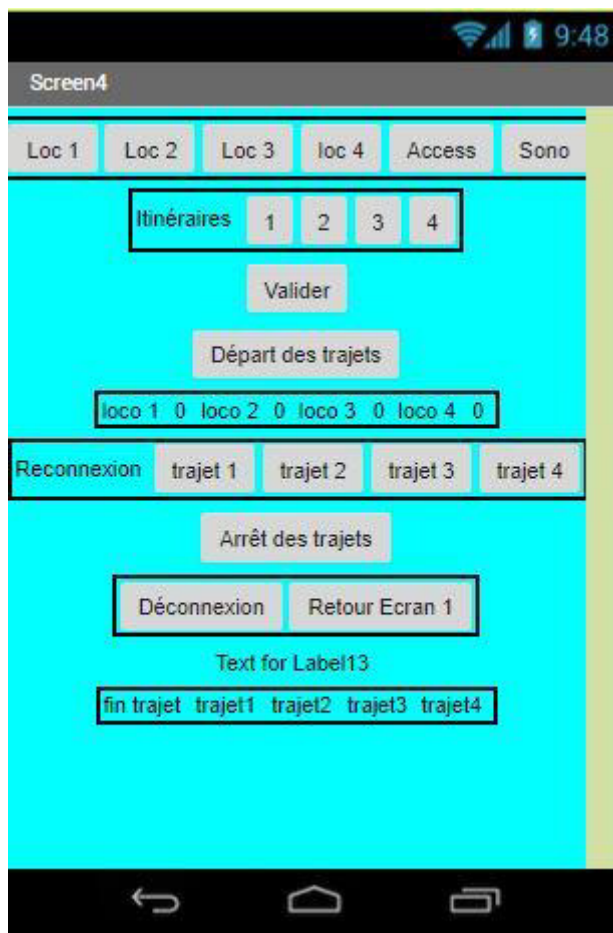 9:48
Screen4
Loc 1 Loc 2 Loc 3 loc 4 Access Sono
Itinéraires 1 2 3 4
Valider
Départ des trajets
loco 1 0 loco 2 0 loco 3 0 loco 4 0
Reconnexion trajet 1 trajet 2 trajet 3 trajet 4
Arrêt des trajets
Déconnexion Retour Ecran 1
Text for Label13
fin trajet trajet1 trajet2 trajet3 trajet4